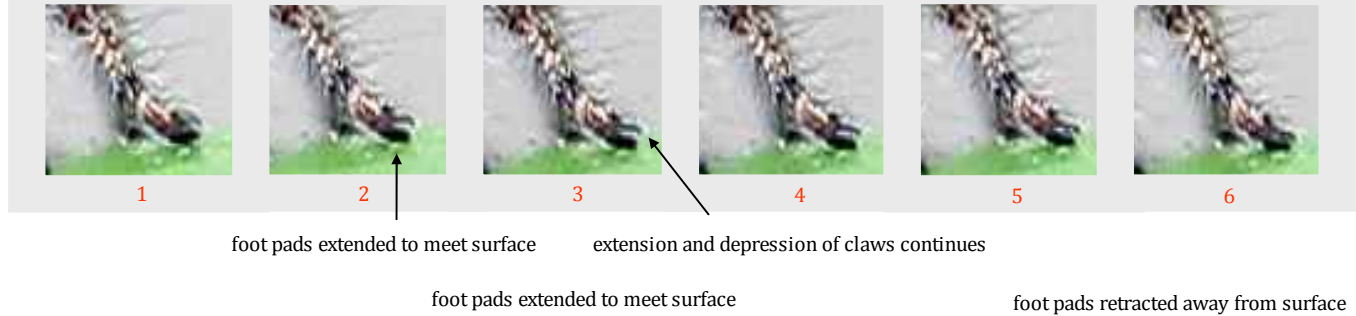 1 2 3 4 5 6
foot pads extended to meet surface extension and depression of claws continues
foot pads extended to meet surface foot pads retracted away from surface